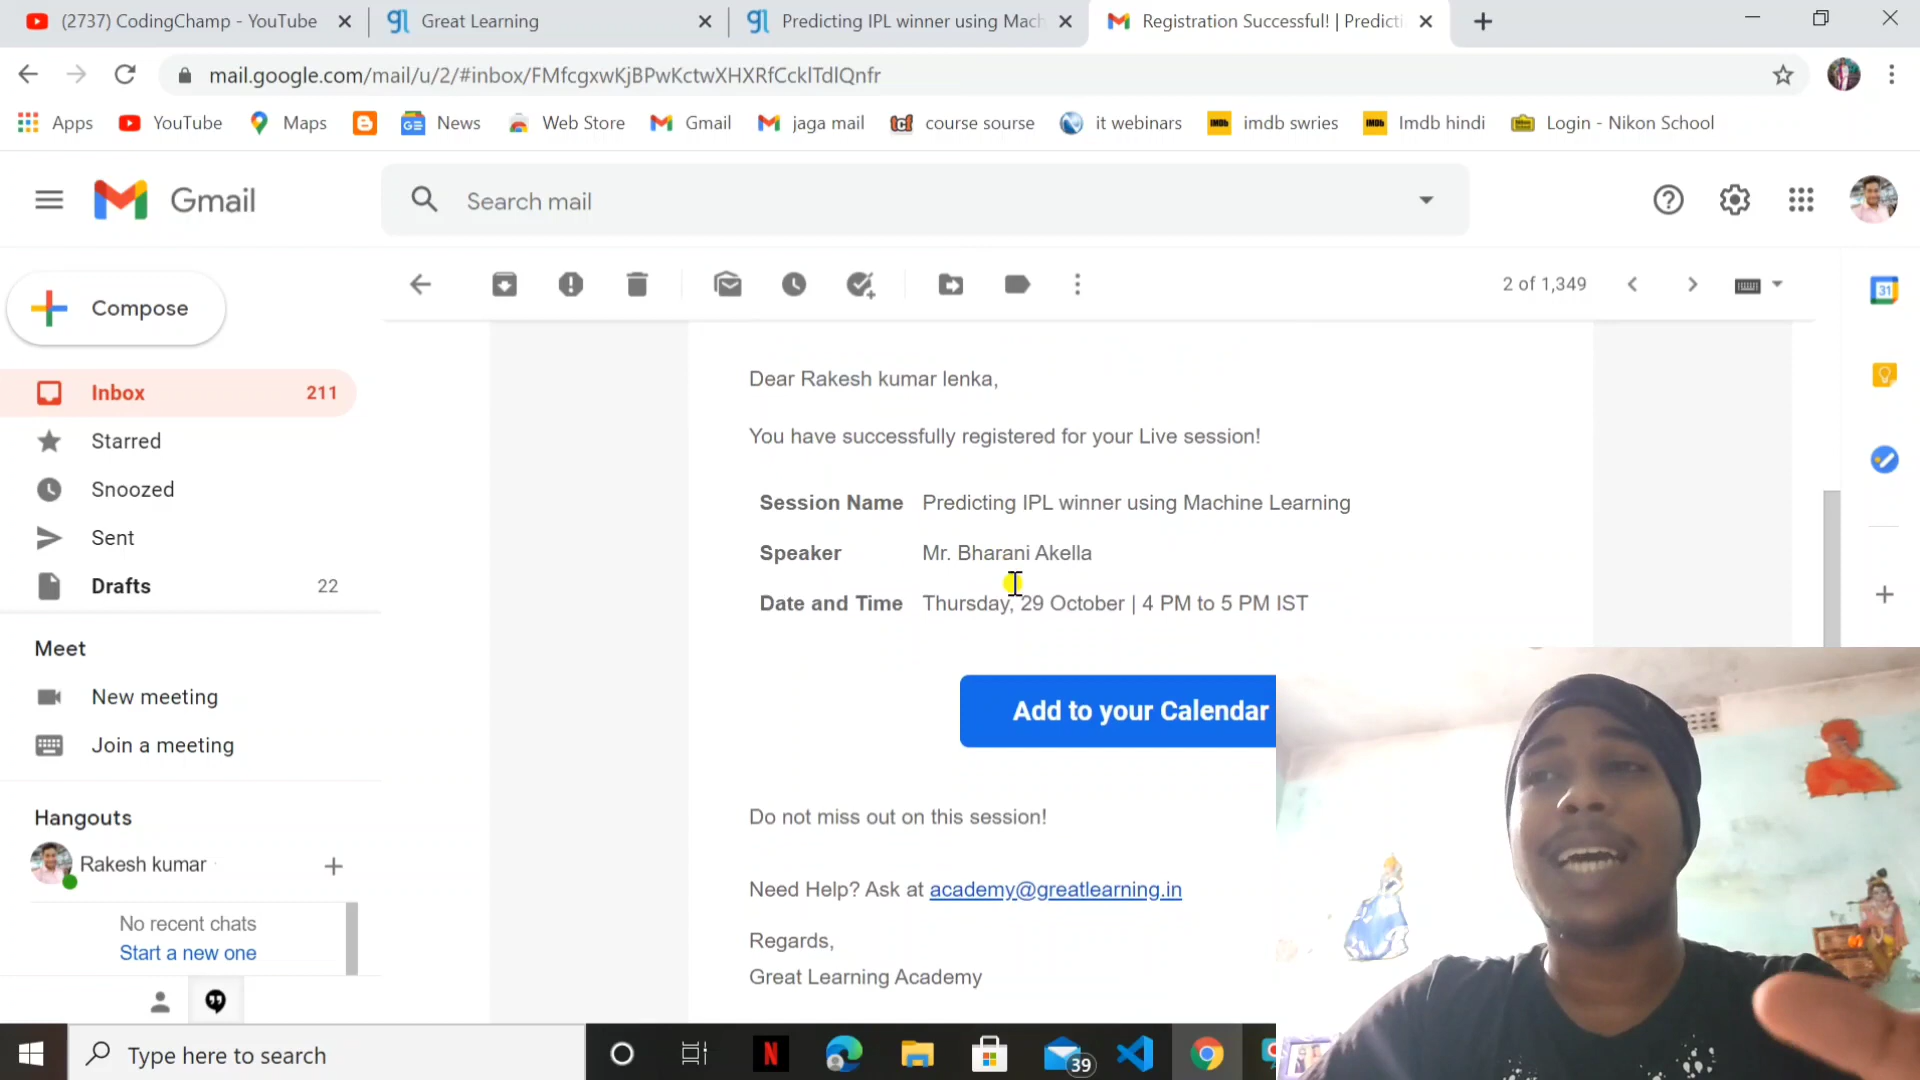 (2737) CodingChamp - YouTube
Great Learning
Predicting IPL winner using Mach
Registration Successful! | Predicti
mail.google.com/mail/u/2/#inbox/FMfcgxwKjBPwKctwXHXRfCcklTdlQnfr
Apps
YouTube
Maps
News
Web Store
Gmail
jaga mail
course sourse
it webinars
imdb swries
Imdb hindi
Login - Nikon School
Gmail
Search mail
Compose
2 of 1,349
Inbox 211
Starred
Snoozed
Sent
Drafts 22
Meet
New meeting
Join a meeting
Hangouts
Rakesh kumar
No recent chats
Start a new one
Dear Rakesh kumar lenka,
You have successfully registered for your Live session!
Session Name Predicting IPL winner using Machine Learning
Speaker Mr. Bharani Akella
Date and Time Thursday, 29 October | 4 PM to 5 PM IST
Add to your Calendar
Do not miss out on this session!
Need Help? Ask at academy@greatlearning.in
Regards,
Great Learning Academy
31
Type here to search
39